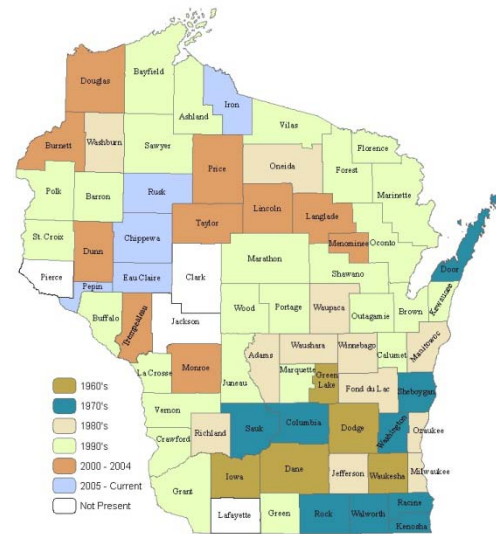 Bayfield
Douglas
Iron
Ashland
Vilas
Burnett
Washburn
Sawyer
Florence
Price
Oneida
Forest
Marinette
Polk
Barron
Rusk
Lincoln
Langlade
Taylor
Menominee
Oconto
St. Croix
Dunn
Chippewa
Door
Marathon
Shawano
Pierce
Pepin
Eau Claire
Clark
Kewaunee
Buffalo
Trempealeau
Jackson
Wood
Portage
Waupaca
Outagamie
Brown
Manitowoc
Adams
Waushara
Winnebago
Calumet
La Crosse
Monroe
Juneau
Marquette
Green
Lake
Fond du Lac
Sheboygan
Vernon
Sauk
Columbia
Dodge
Washington
Ozaukee
Richland
Crawford
Iowa
Dane
Jefferson
Waukesha
Milwaukee
Grant
Lafayette
Green
Rock
Walworth
Racine
Kenosha
1960's
1970's
1980's
1990's
2000 - 2004
2005 - Current
Not Present